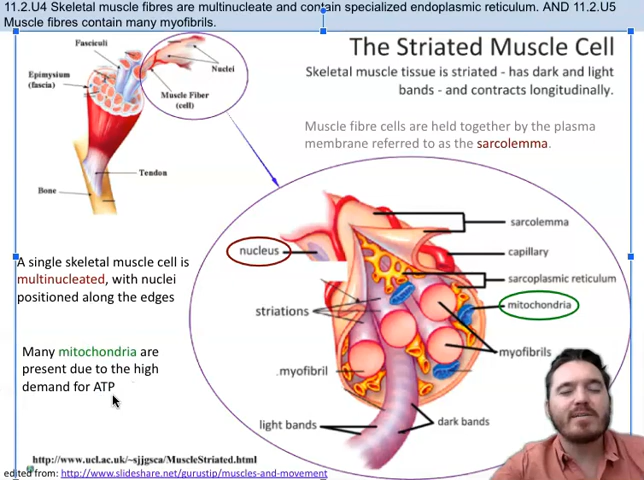 11.2.U4 Skeletal muscle fibres are multinucleate and contain specialized endoplasmic reticulum. AND 11.2.U5
Muscle fibres contain many myofibrils.
The Striated Muscle Cell
Skeletal muscle tissue is striated - has dark and light
bands - and contracts longitudinally.
Muscle fibre cells are held together by the plasma
membrane referred to as the sarcolemma.
Fasciculi
Nuclei
Epimysium
(fascia)
Muscle Fiber
(cell)
Tendon
Bone
A single skeletal muscle cell is
multinucleated, with nuclei
positioned along the edges
Many mitochondria are
present due to the high
demand for ATP
sarcolemma
nucleus
capillary
sarcoplasmic reticulum
mitochondria
striations
myofibrils
myofibril
light bands
dark bands
http://www.ucl.ac.uk/~sjjgsca/MuscleStriated.html
edited from: http://www.slideshare.net/gurustip/muscles-and-movement